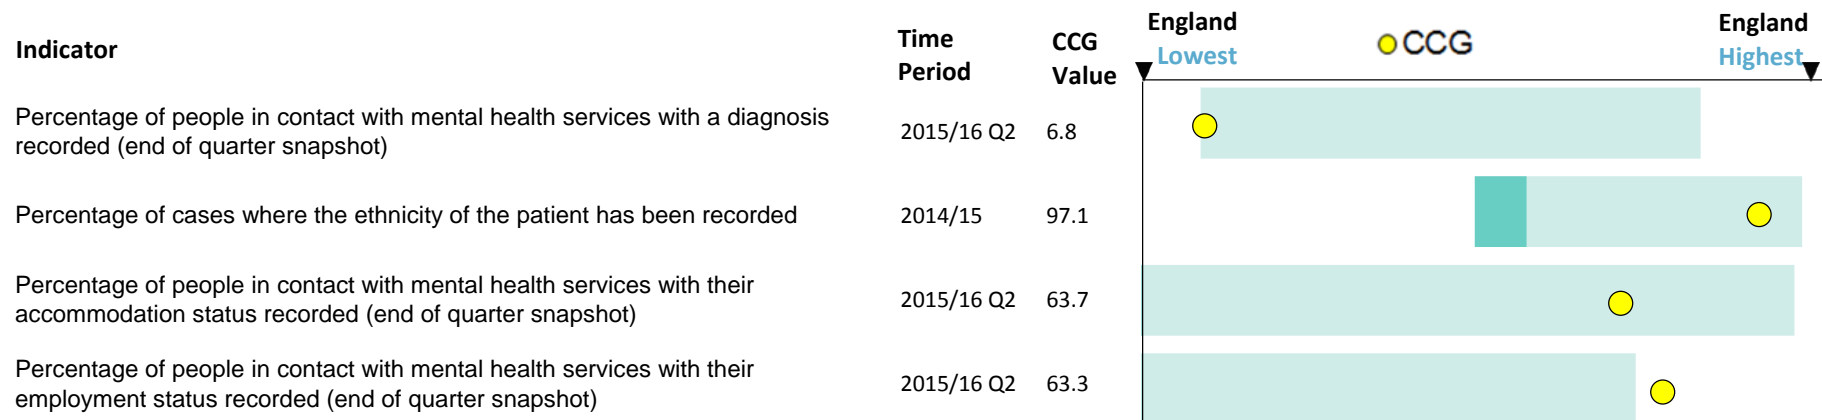 Indicator
Time
Period
CCG
Value
England
Lowest
CCG
England
Highest
Percentage of people in contact with mental health services with a diagnosis
recorded (end of quarter snapshot)
2015/16 Q2
6.8
Percentage of cases where the ethnicity of the patient has been recorded
2014/15
97.1
Percentage of people in contact with mental health services with their
accommodation status recorded (end of quarter snapshot)
2015/16 Q2
63.7
Percentage of people in contact with mental health services with their
employment status recorded (end of quarter snapshot)
2015/16 Q2
63.3